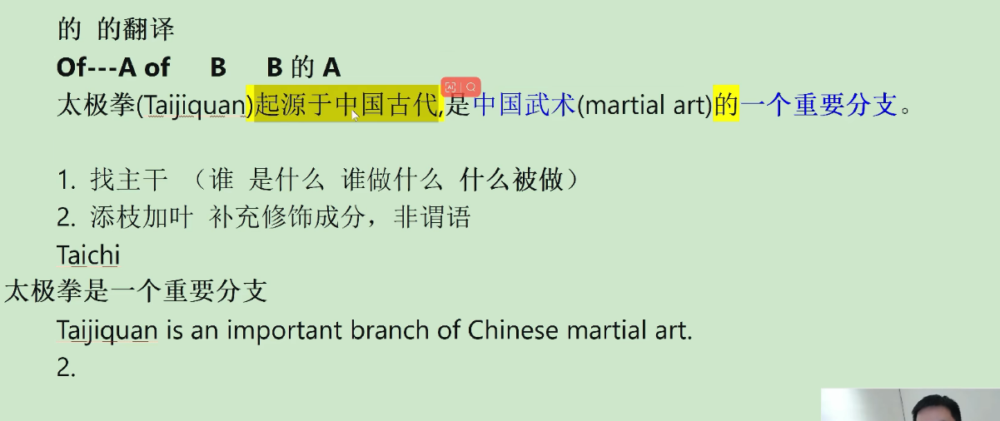 的 的翻译
Of---A of B B 的 A
太极拳(Taijiquan)起源于中国古代,是中国武术(martial art)的一个重要分支。
1. 找主干 （谁 是什么 谁做什么 什么被做）
2. 添枝加叶 补充修饰成分，非谓语
Taichi
太极拳是一个重要分支
Taijiquan is an important branch of Chinese martial art.
2.